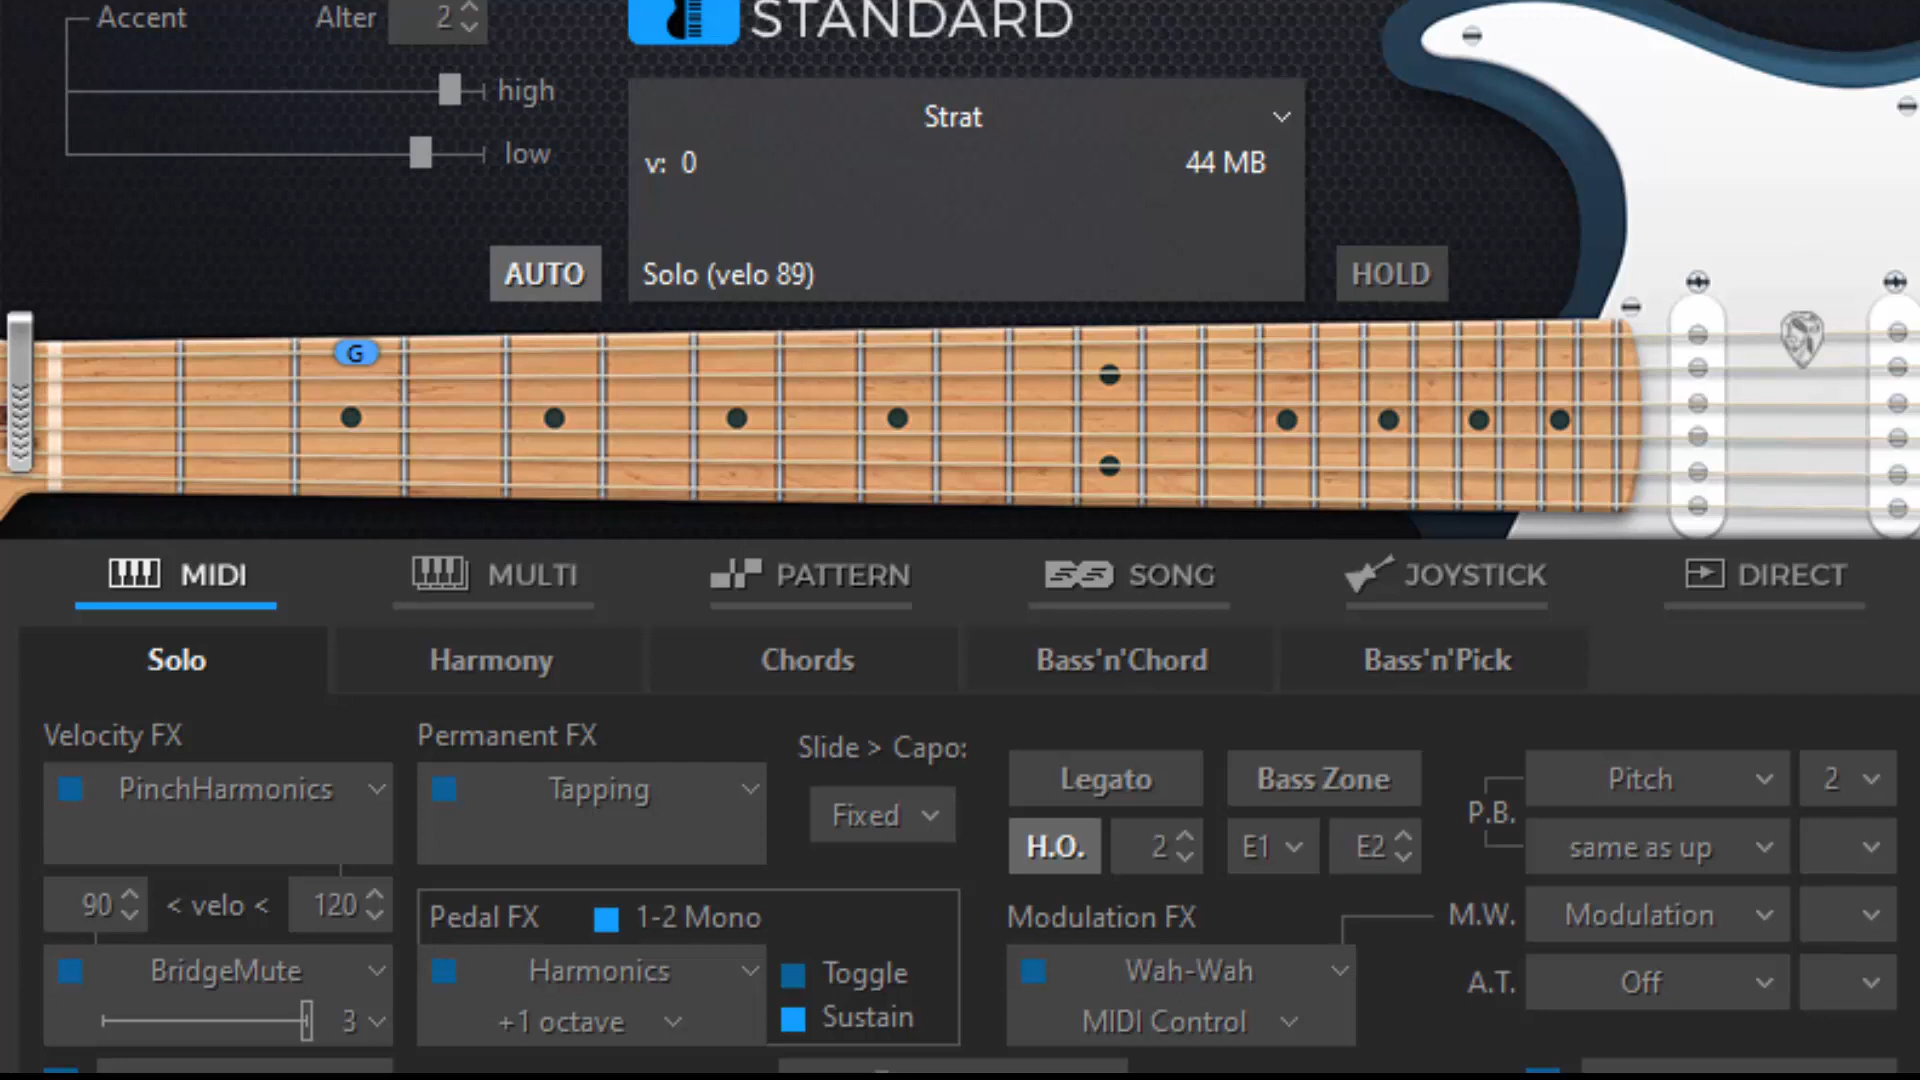 Accent Alter 2
STANDARD
high
low
Strat
v: 0 44 MB
AUTO
Solo (velo 89)
HOLD
G
MIDI MULTI PATTERN SONG JOYSTICK DIRECT
Solo Harmony Chords Bass'n'Chord Bass'n'Pick
Velocity FX
PinchHarmonics
90 < velo < 120
BridgeMute
3
Permanent FX
Tapping
Slide > Capo:
Fixed
Pedal FX 1-2 Mono
Harmonics
+1 octave
Toggle
Sustain
Legato Bass Zone
H.O. 2 E1 E2
Modulation FX
Wah-Wah
MIDI Control
P.B. Pitch 2
same as up
M.W. Modulation
A.T. Off